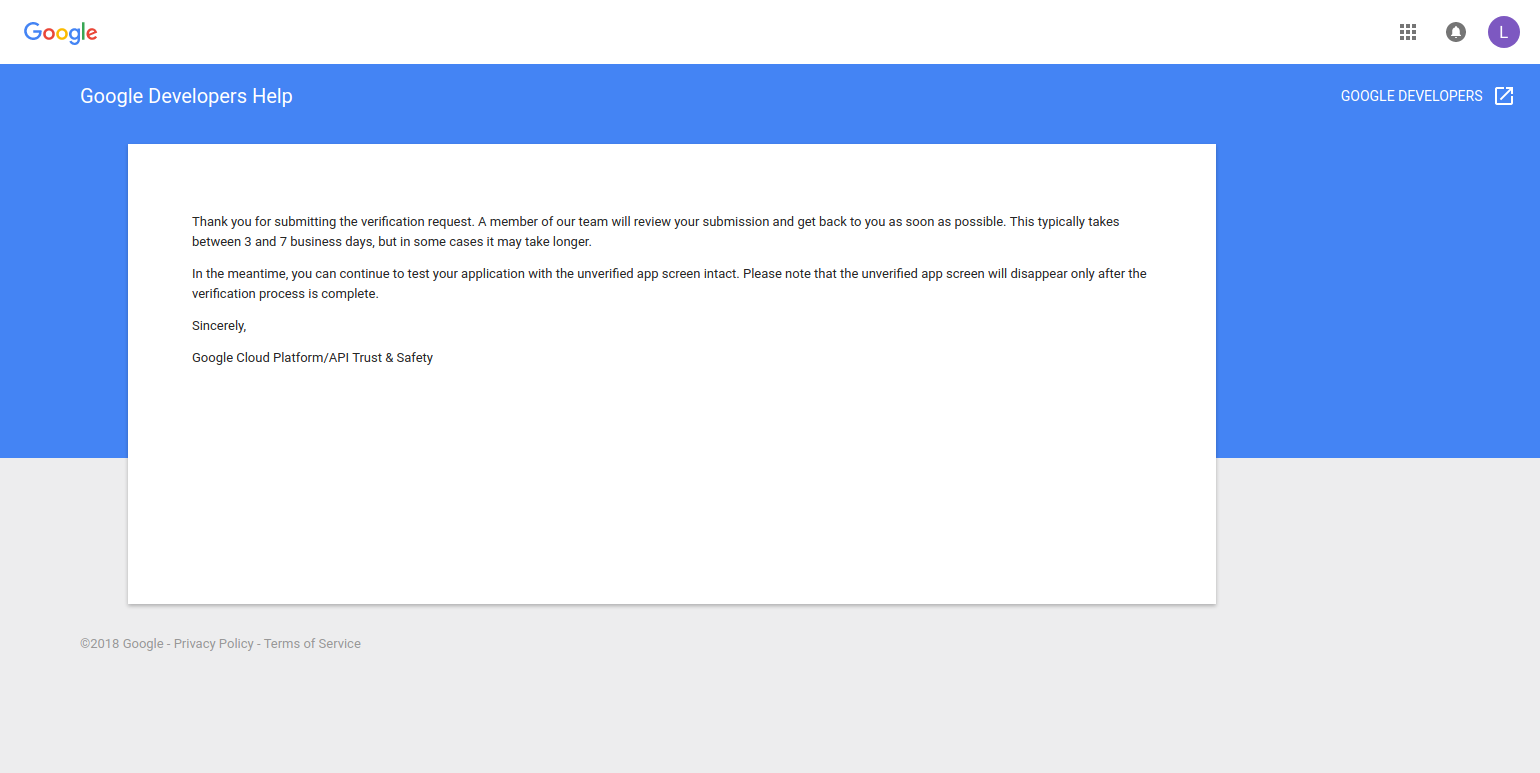 Google
L
Google Developers Help
GOOGLE DEVELOPERS
Thank you for submitting the verification request. A member of our team will review your submission and get back to you as soon as possible. This typically takes
between 3 and 7 business days, but in some cases it may take longer.
In the meantime, you can continue to test your application with the unverified app screen intact. Please note that the unverified app screen will disappear only after the
verification process is complete.
Sincerely,
Google Cloud Platform/API Trust & Safety
©2018 Google - Privacy Policy - Terms of Service